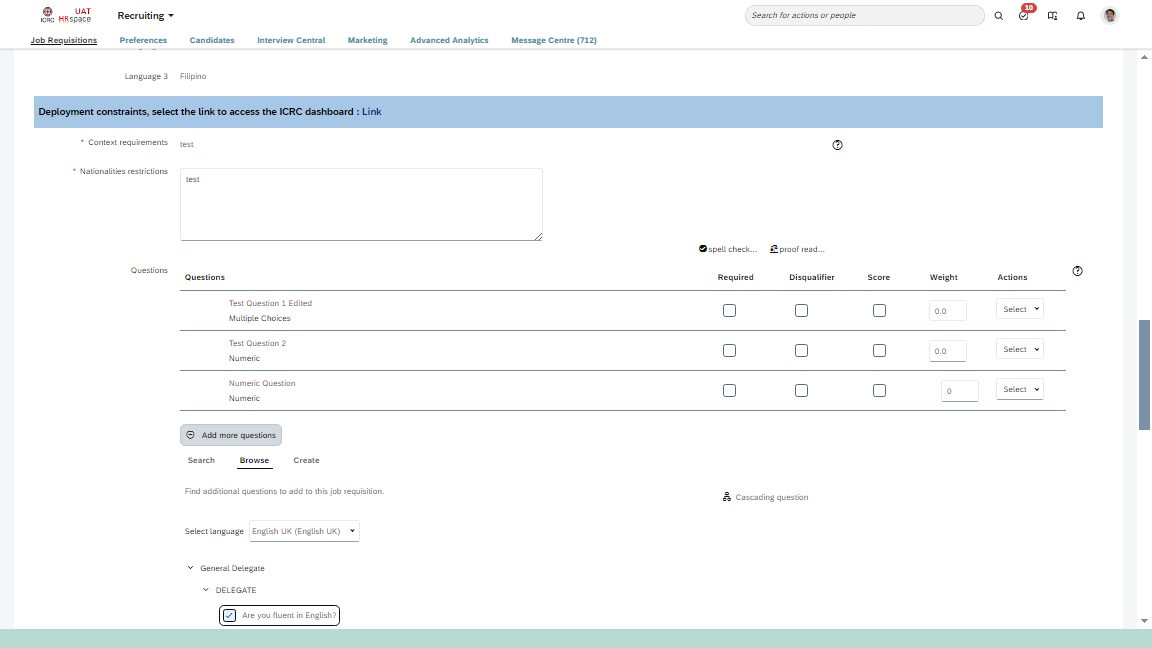 ICRC
UAT
HRspace
Recruiting
Search for actions or people
10
Job Requisitions
Preferences
Candidates
Interview Central
Marketing
Advanced Analytics
Message Centre (712)
Language 3 Filipino
Deployment constraints, select the link to access the ICRC dashboard : Link
* Context requirements test
* Nationalities restrictions test
spell check... proof read...
Questions
Questions Required Disqualifier Score Weight Actions
Test Question 1 Edited
Multiple Choices
0.0 Select
Test Question 2
Numeric
0.0 Select
Numeric Question
Numeric
0 Select
Add more questions
Search Browse Create
Find additional questions to add to this job requisition.
Cascading question
Select language English UK (English UK)
General Delegate
DELEGATE
Are you fluent in English?